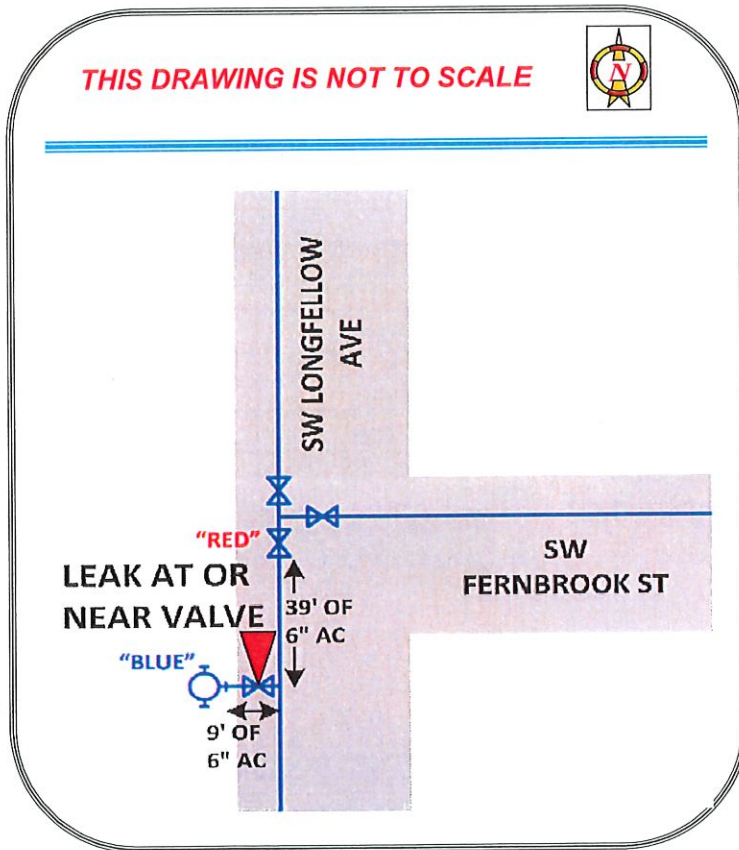 THIS DRAWING IS NOT TO SCALE
N
SW LONGFELLOW
AVE
"RED"
SW
FERNBROOK ST
LEAK AT OR
NEAR VALVE
39' OF
6" AC
"BLUE"
9' OF
6" AC